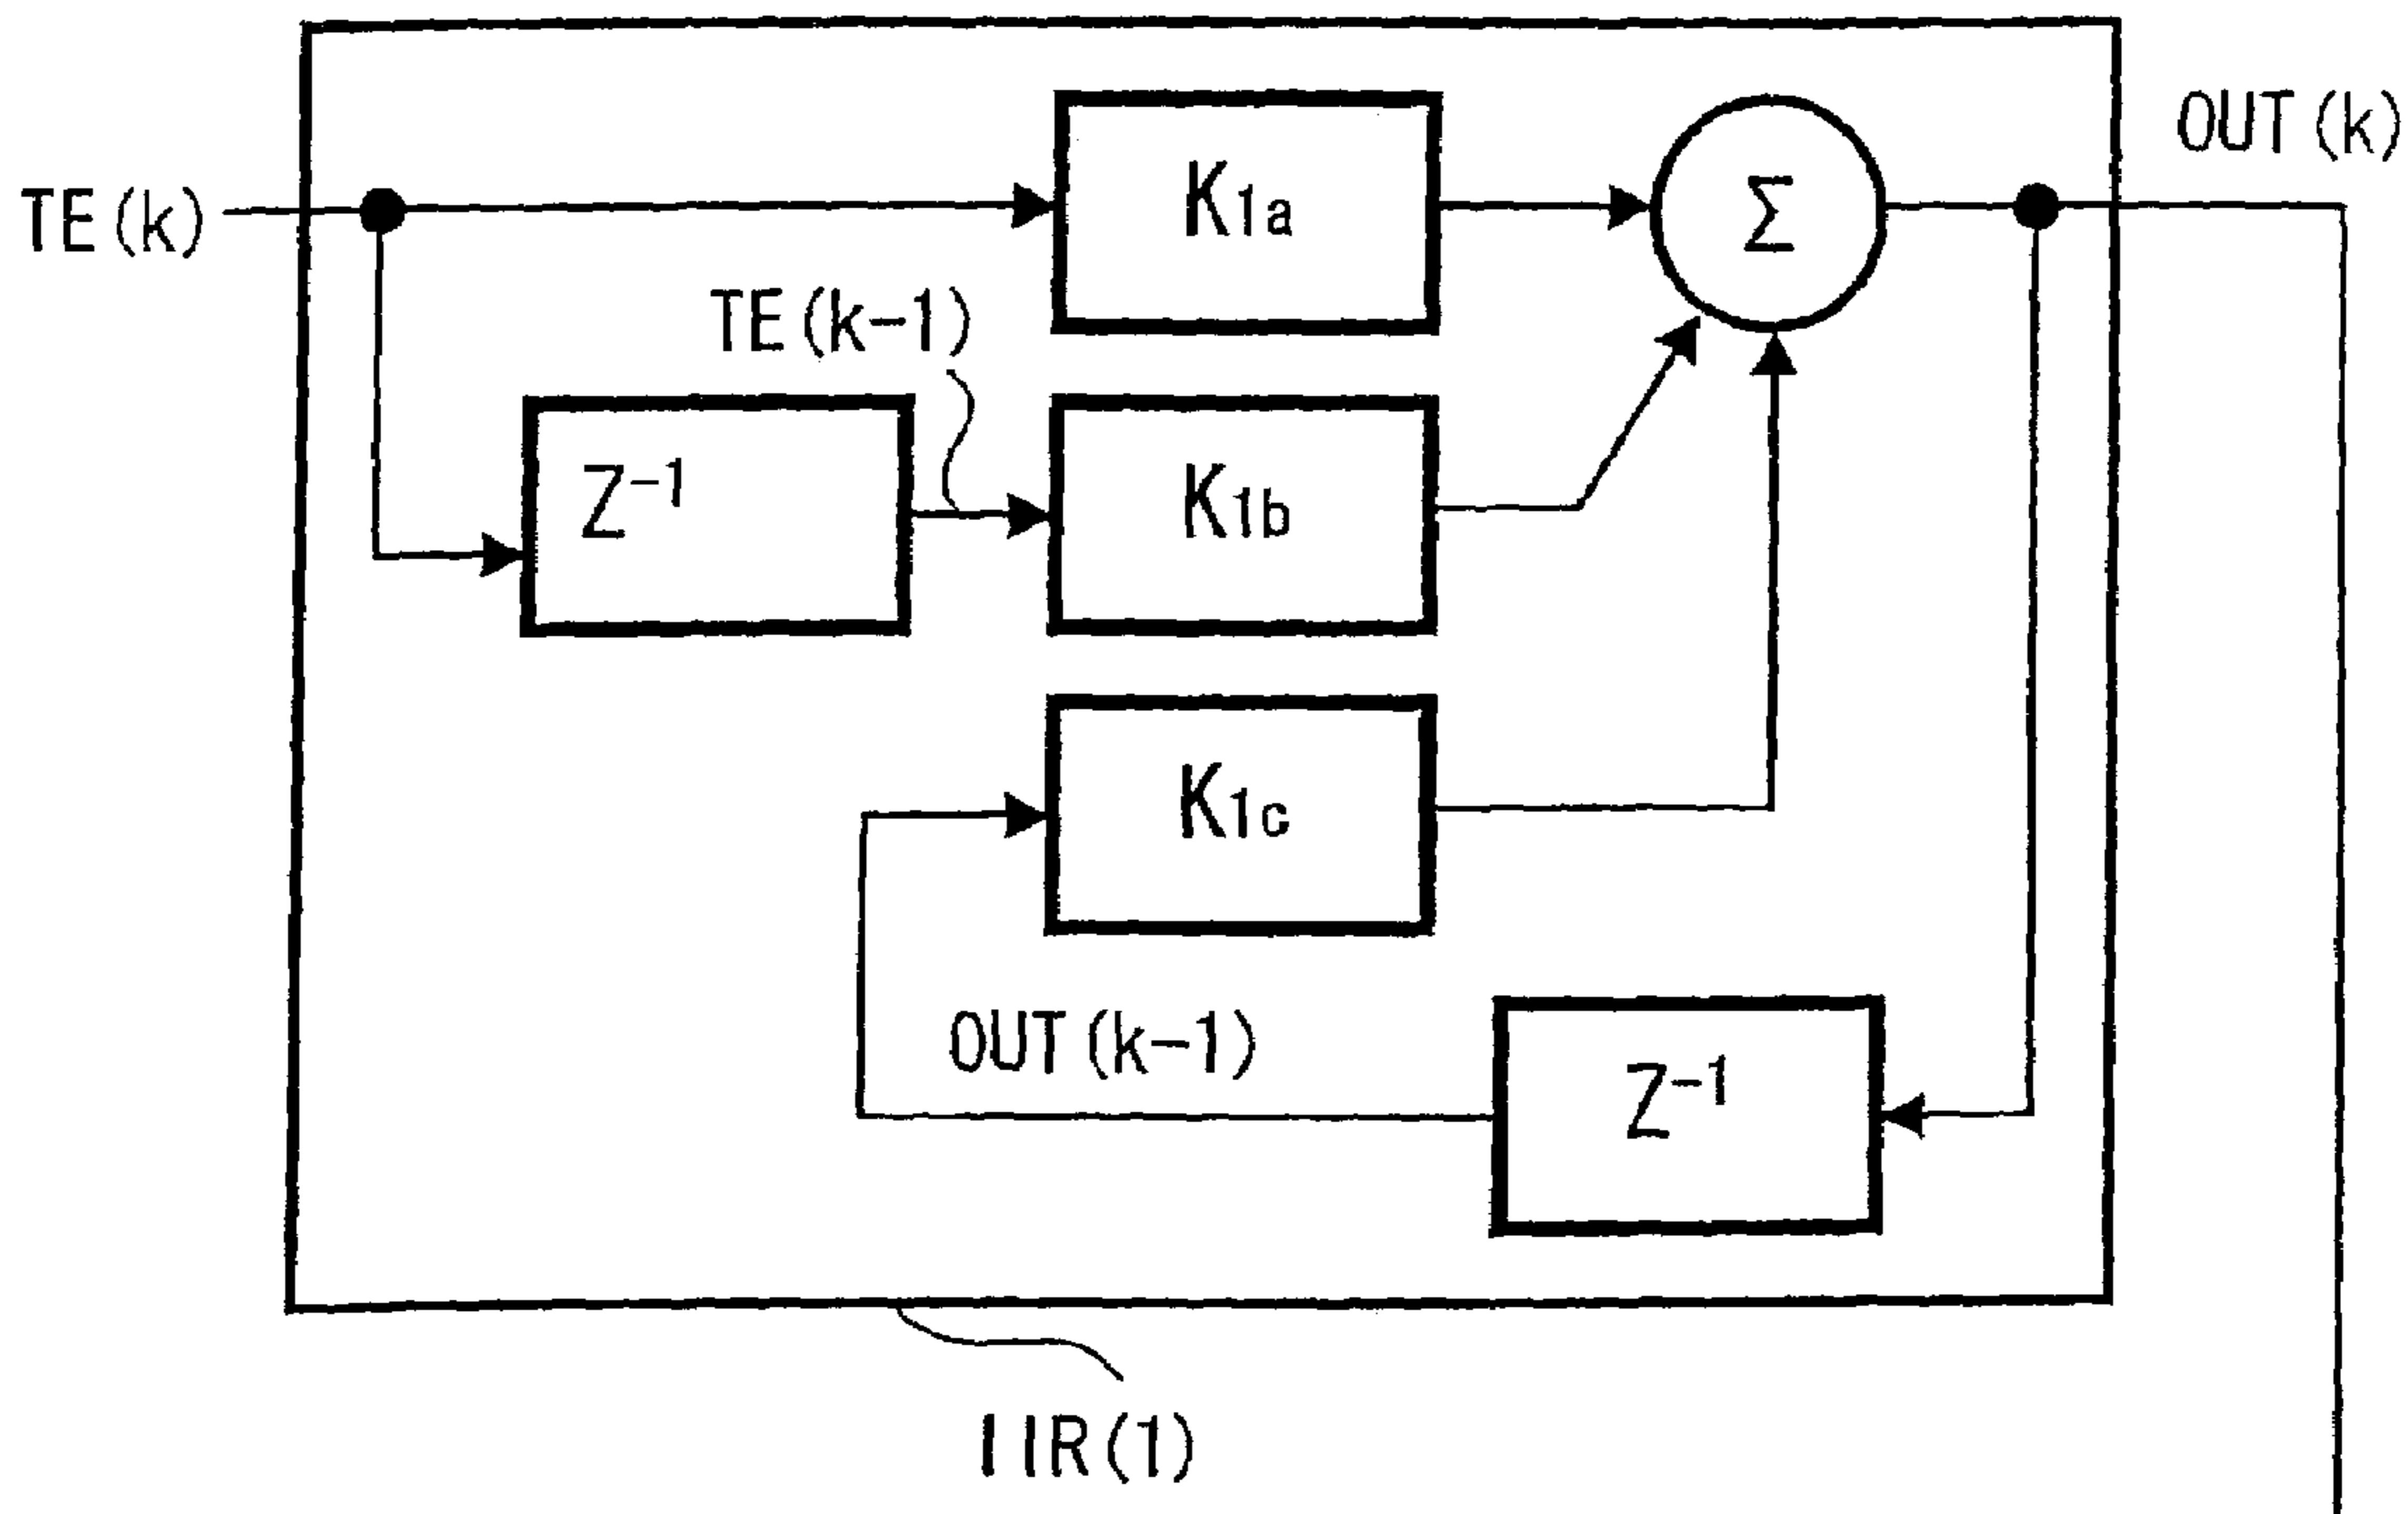 OUT(k)
TE(k)
K1a
Σ
TE(k-1)
Z-1
K1b
K1c
OUT(k-1)
Z-1
IIR(1)